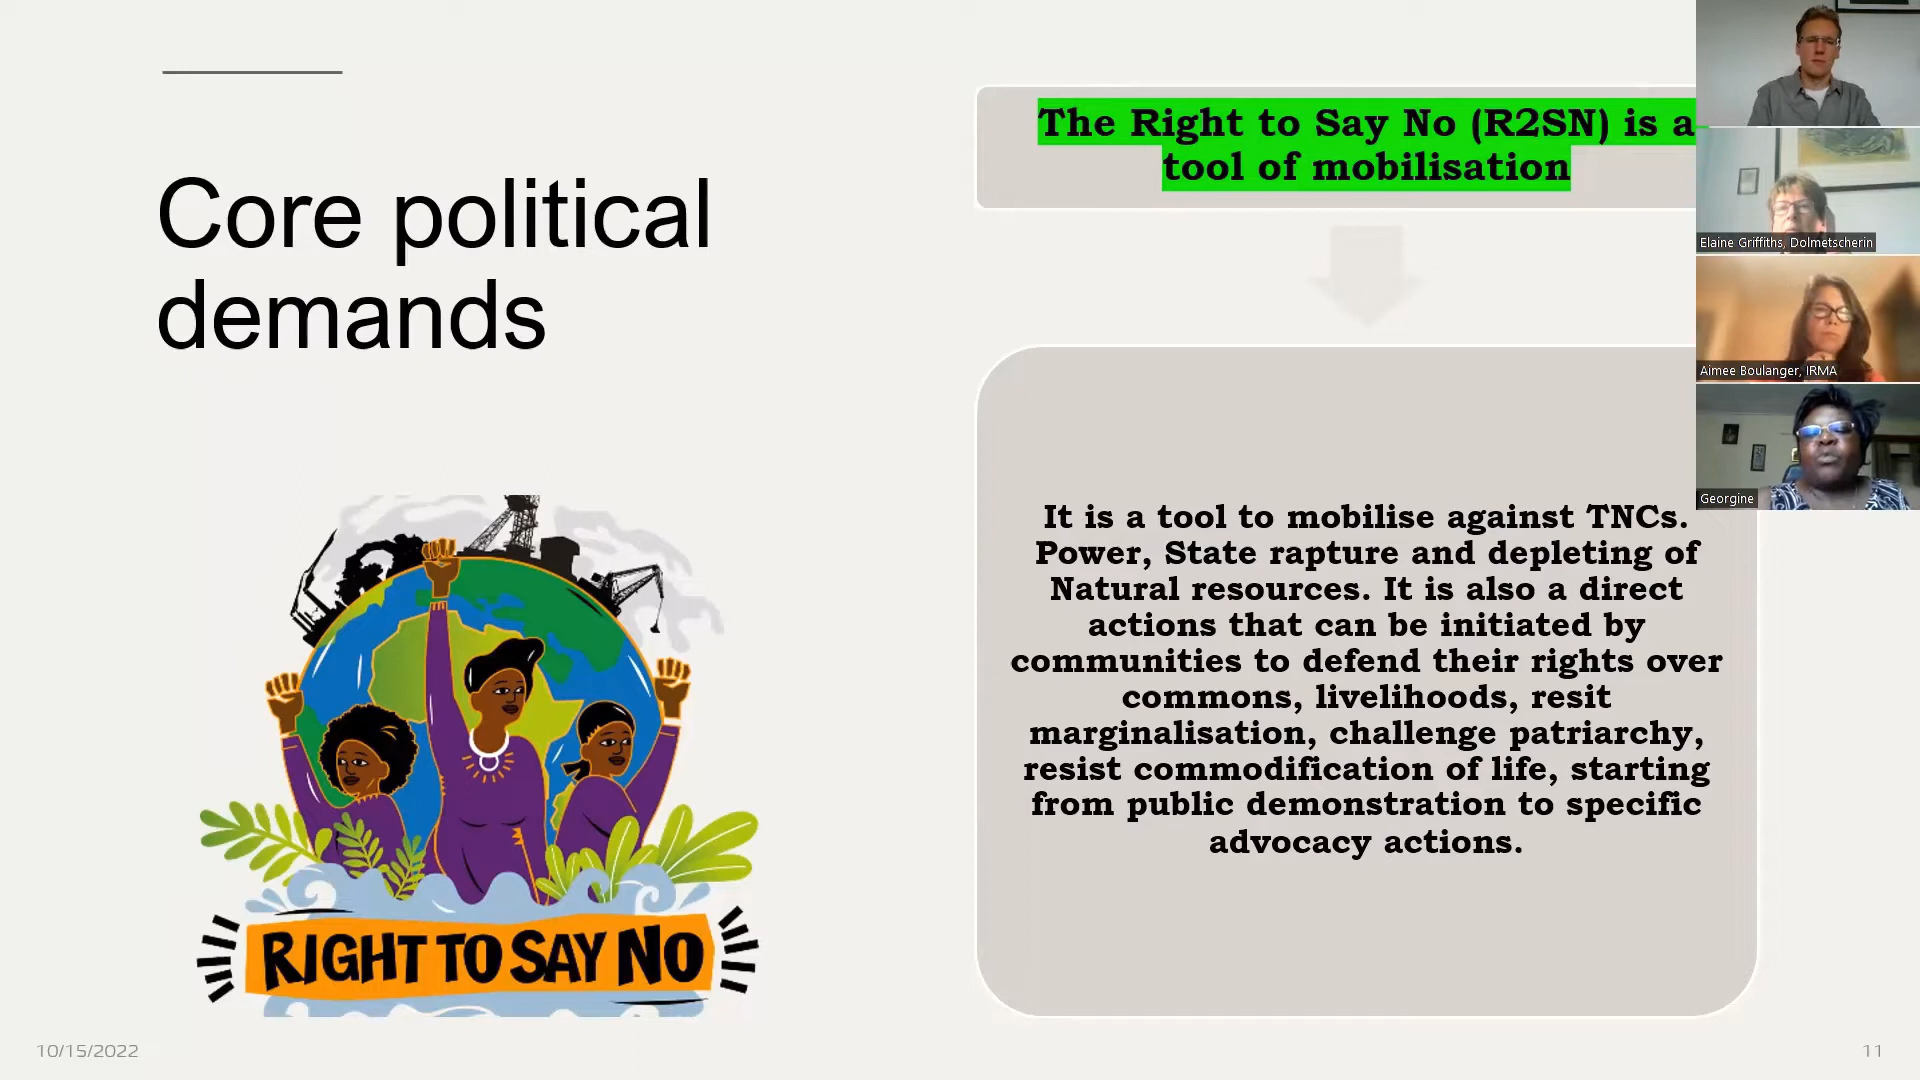 Core political
demands
RIGHT TO SAY NO
The Right to Say No (R2SN) is a
tool of mobilisation
It is a tool to mobilise against TNCs.
Power, State rapture and depleting of
Natural resources. It is also a direct
actions that can be initiated by
communities to defend their rights over
commons, livelihoods, resit
marginalisation, challenge patriarchy,
resist commodification of life, starting
from public demonstration to specific
advocacy actions.
Elaine Griffiths, Dolmetscherin
Aimee Boulanger, IRMA
Georgine
10/15/2022
11